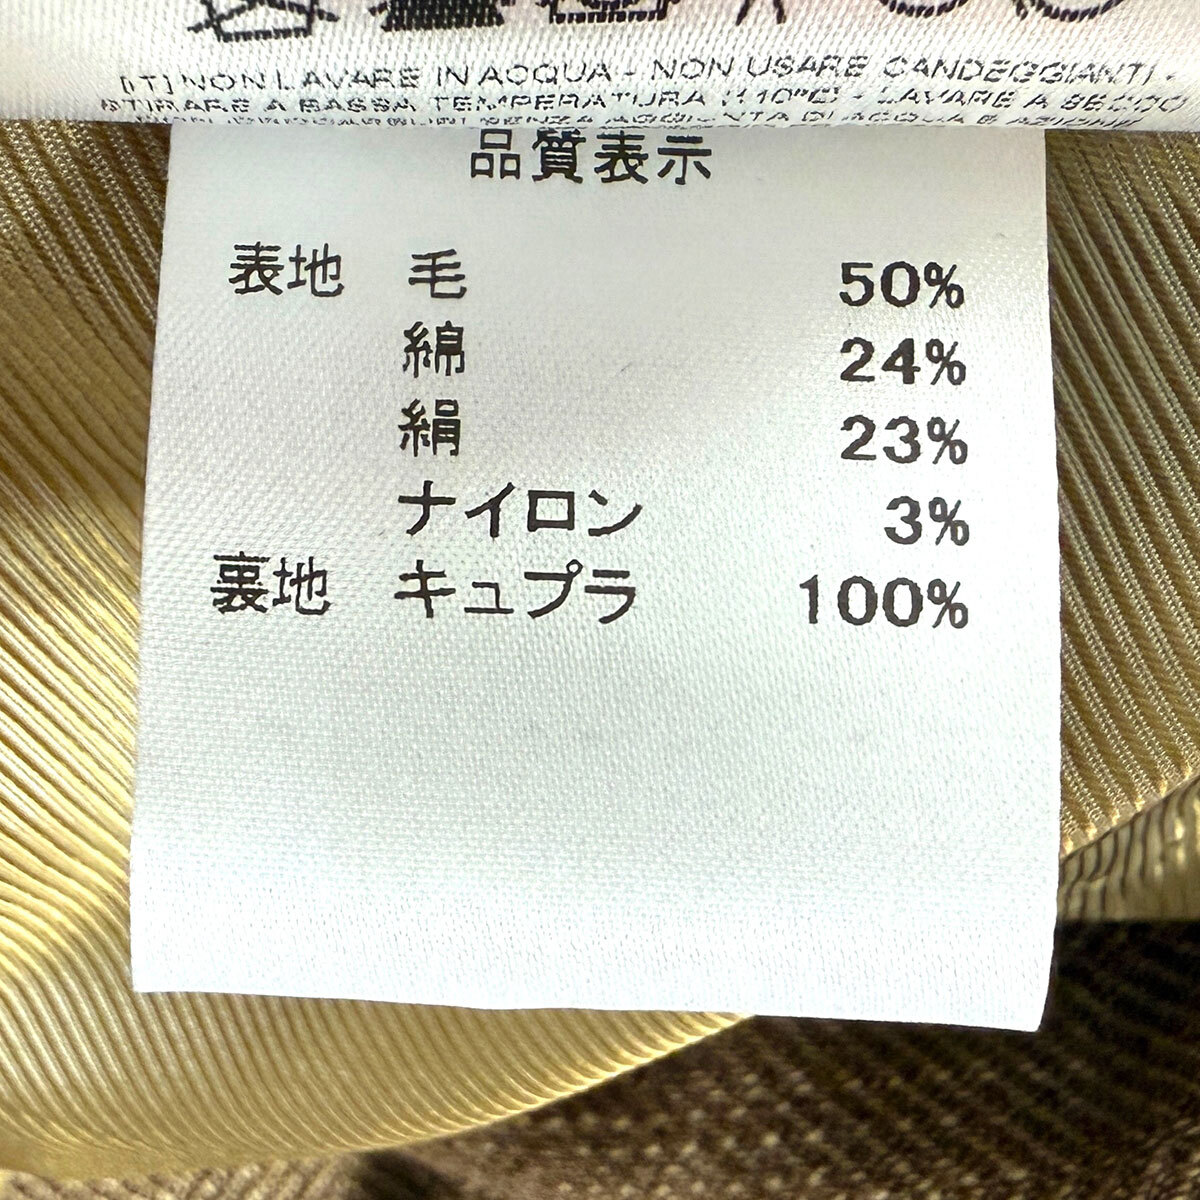 [IT] NON LAVARE IN ACQUA - NON USARE CANDEGGIANTI -
STIRARE A BASSA TEMPERATURA (110°C) - LAVARE A SECCO
品質表示
表地 毛 50%
綿 24%
絹 23%
ナイロン 3%
裏地 キュプラ 100%